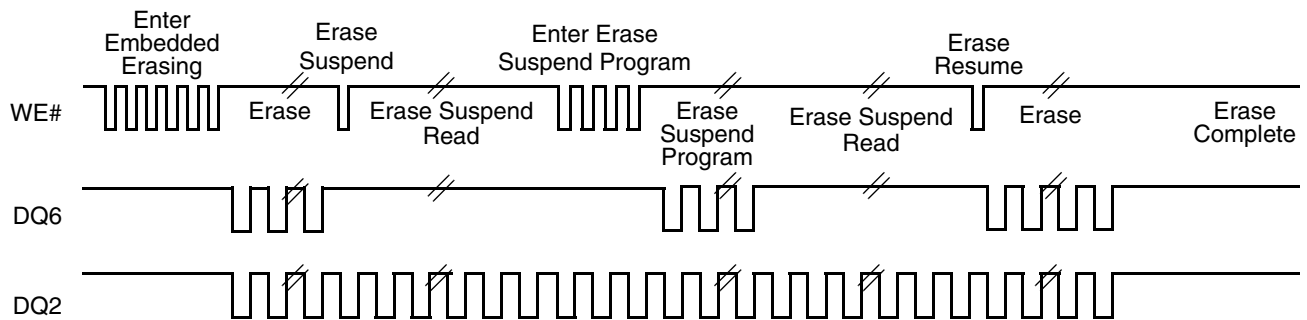 Enter
Embedded
Erasing
Erase
Suspend
Enter Erase
Suspend Program
Erase
Resume
WE#
Erase
Erase Suspend
Read
Erase
Suspend
Program
Erase Suspend
Read
Erase
Erase
Complete
DQ6
DQ2